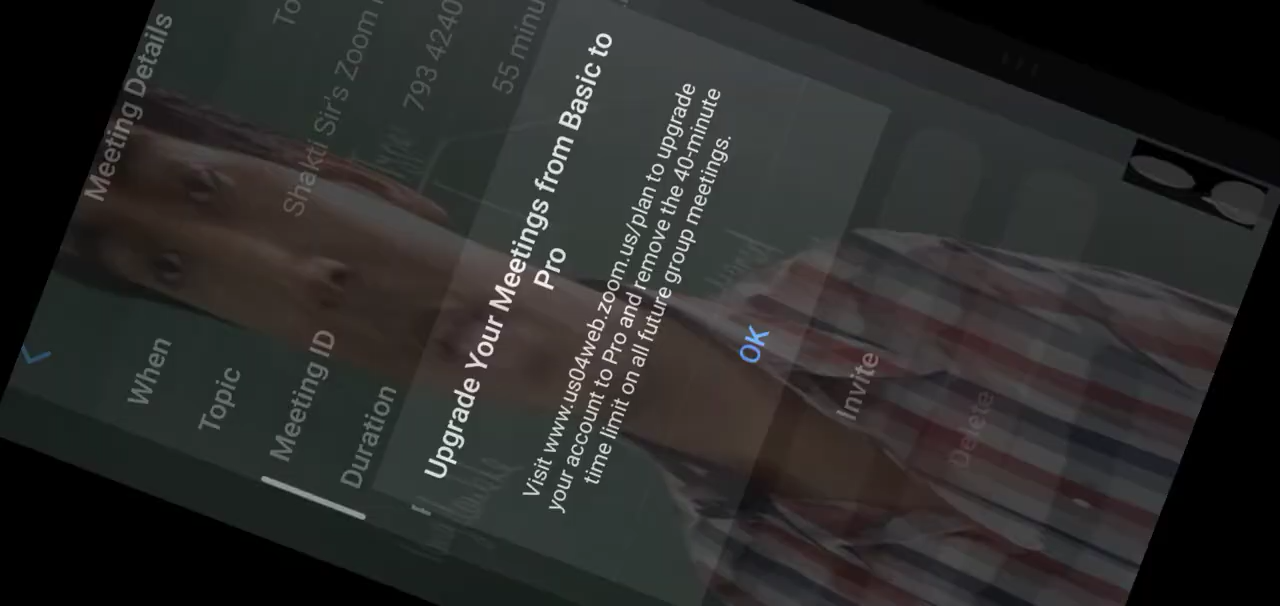 Meeting Details
When
To
Topic
Shakti Sir's Zoom
Meeting ID
793 4240
Duration
55 minu
Upgrade Your Meetings from Basic to
Pro
Visit www.us04web.zoom.us/plan to upgrade
your account to Pro and remove the 40-minute
time limit on all future group meetings.
OK
Invite
Delete